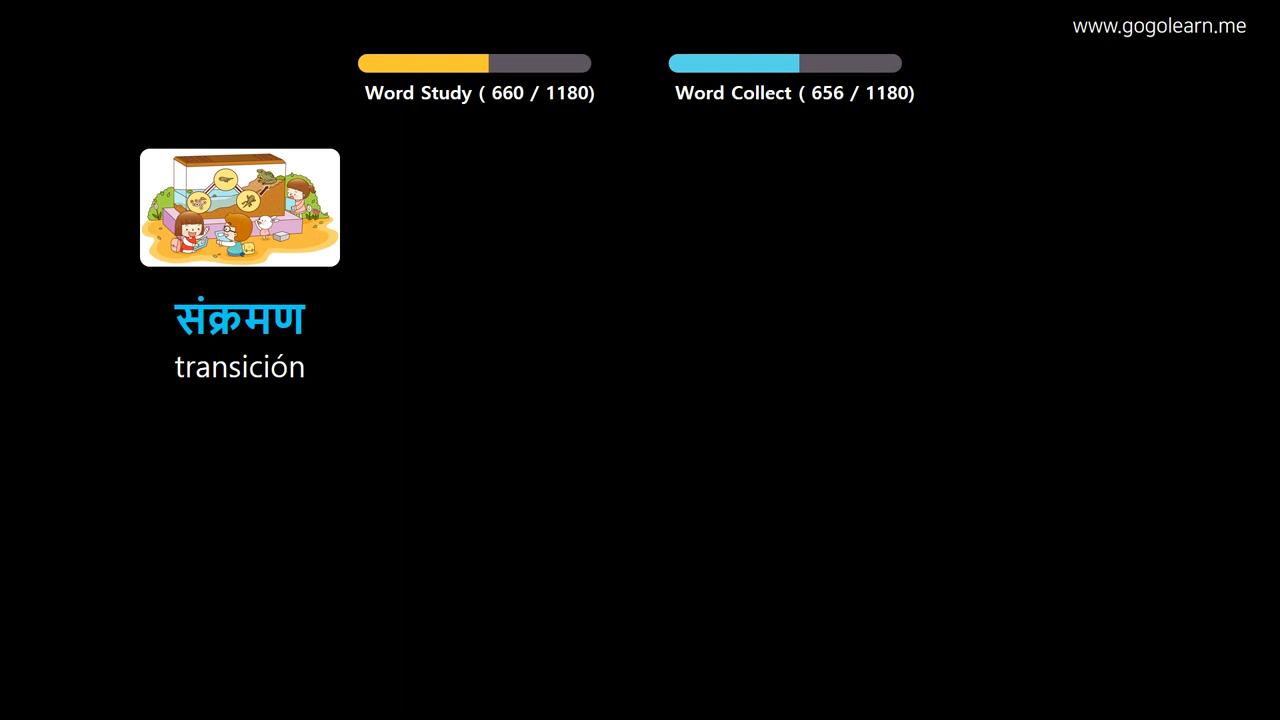 www.gogolearn.me
Word Study ( 660 / 1180)
Word Collect ( 656 / 1180)
संक्रमण
transición